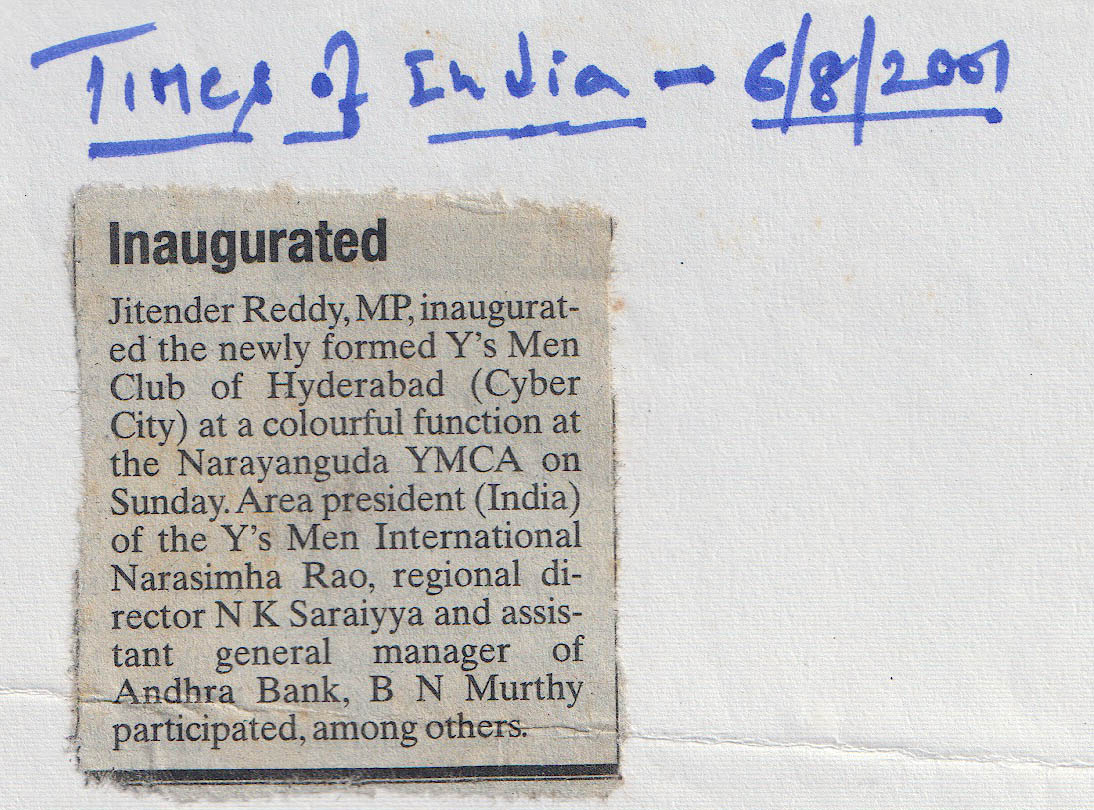 Times of India - 6/8/2001
Inaugurated
Jitender Reddy, MP, inaugurat-
ed the newly formed Y's Men
Club of Hyderabad (Cyber
City) at a colourful function at
the Narayanguda YMCA on
Sunday. Area president (India)
of the Y's Men International
Narasimha Rao, regional di-
rector N K Saraiyya and assis-
tant general manager of
Andhra Bank, B N Murthy
participated, among others.